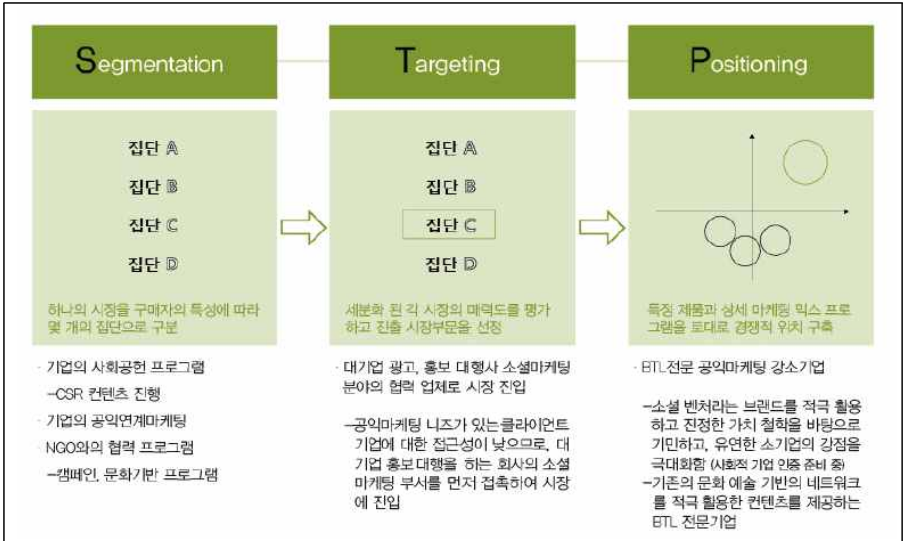 Segmentation
Targeting
Positioning
집단 A
집단 B
집단 C
집단 D
하나의 시장을 구매자의 특성에 따라
몇 개의 집단으로 구분
집단 A
집단 B
집단 C
집단 D
세분화 된 각 시장의 매력도를 평가
하고 진출 시장부문을 선정
특정 제품과 상세 마케팅 믹스 프로
그램을 토대로 경쟁적 위치 구축
· 기업의 사회공헌 프로그램
–CSR 컨텐츠 진행
· 기업의 공익연계마케팅
· NGO와의 협력 프로그램
–캠페인, 문화기반 프로그램
· 대기업 광고, 홍보 대행사 소셜마케팅
분야의 협력 업체로 시장 진입
–공익마케팅 니즈가 있는클라이언트
기업에 대한 접근성이 낮으므로, 대
기업 홍보대행을 하는 회사의 소셜
마케팅 부서를 먼저 접촉하여 시장
에 진입
· BTL전문 공익마케팅 강소기업
–소셜 벤처라는 브랜드를 적극 활용
하고 진정한 가치 철학을 바탕으로
기민하고, 유연한 소기업의 강점을
극대화함 (사회적 기업 인증 준비 중)
–기존의 문화 예술 기반의 네트워크
를 적극 활용한 컨텐츠를 제공하는
BTL 전문기업